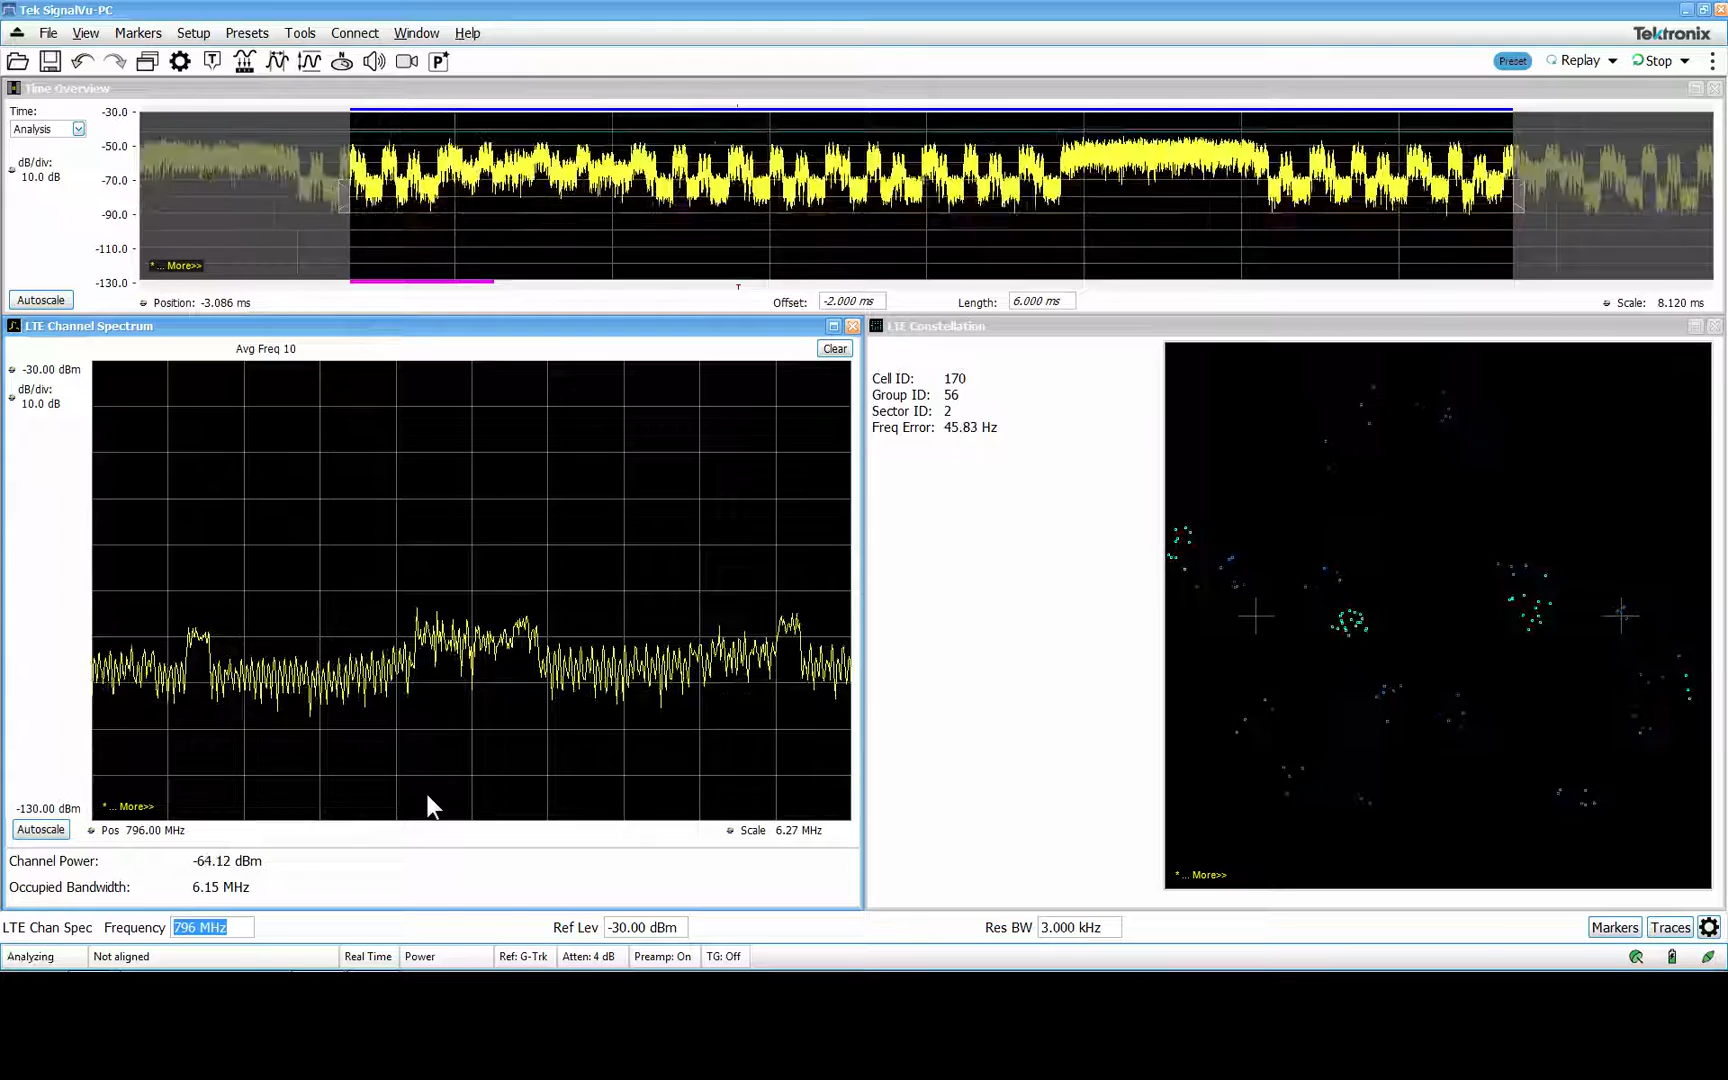 Tek SignalVu-PC
File View Markers Setup Presets Tools Connect Window Help Tektronix
T P Preset Replay Stop
Time Overview
Time:
Analysis
dB/div:
10.0 dB
-30.0
-50.0
-70.0
-90.0
-110.0
-130.0
* ... More>>
T
Autoscale Position: -3.086 ms Offset: -2.000 ms Length: 6.000 ms Scale: 8.120 ms
LTE Channel Spectrum
Avg Freq 10 Clear
-30.00 dBm
dB/div:
10.0 dB
* ... More>>
-130.00 dBm
Autoscale Pos 796.00 MHz Scale 6.27 MHz
Channel Power: -64.12 dBm
Occupied Bandwidth: 6.15 MHz
LTE Constellation
Cell ID: 170
Group ID: 56
Sector ID: 2
Freq Error: 45.83 Hz
* ... More>>
LTE Chan Spec Frequency 796 MHz Ref Lev -30.00 dBm Res BW 3.000 kHz Markers Traces
Analyzing Not aligned Real Time Power Ref: G-Trk Atten: 4 dB Preamp: On TG: Off